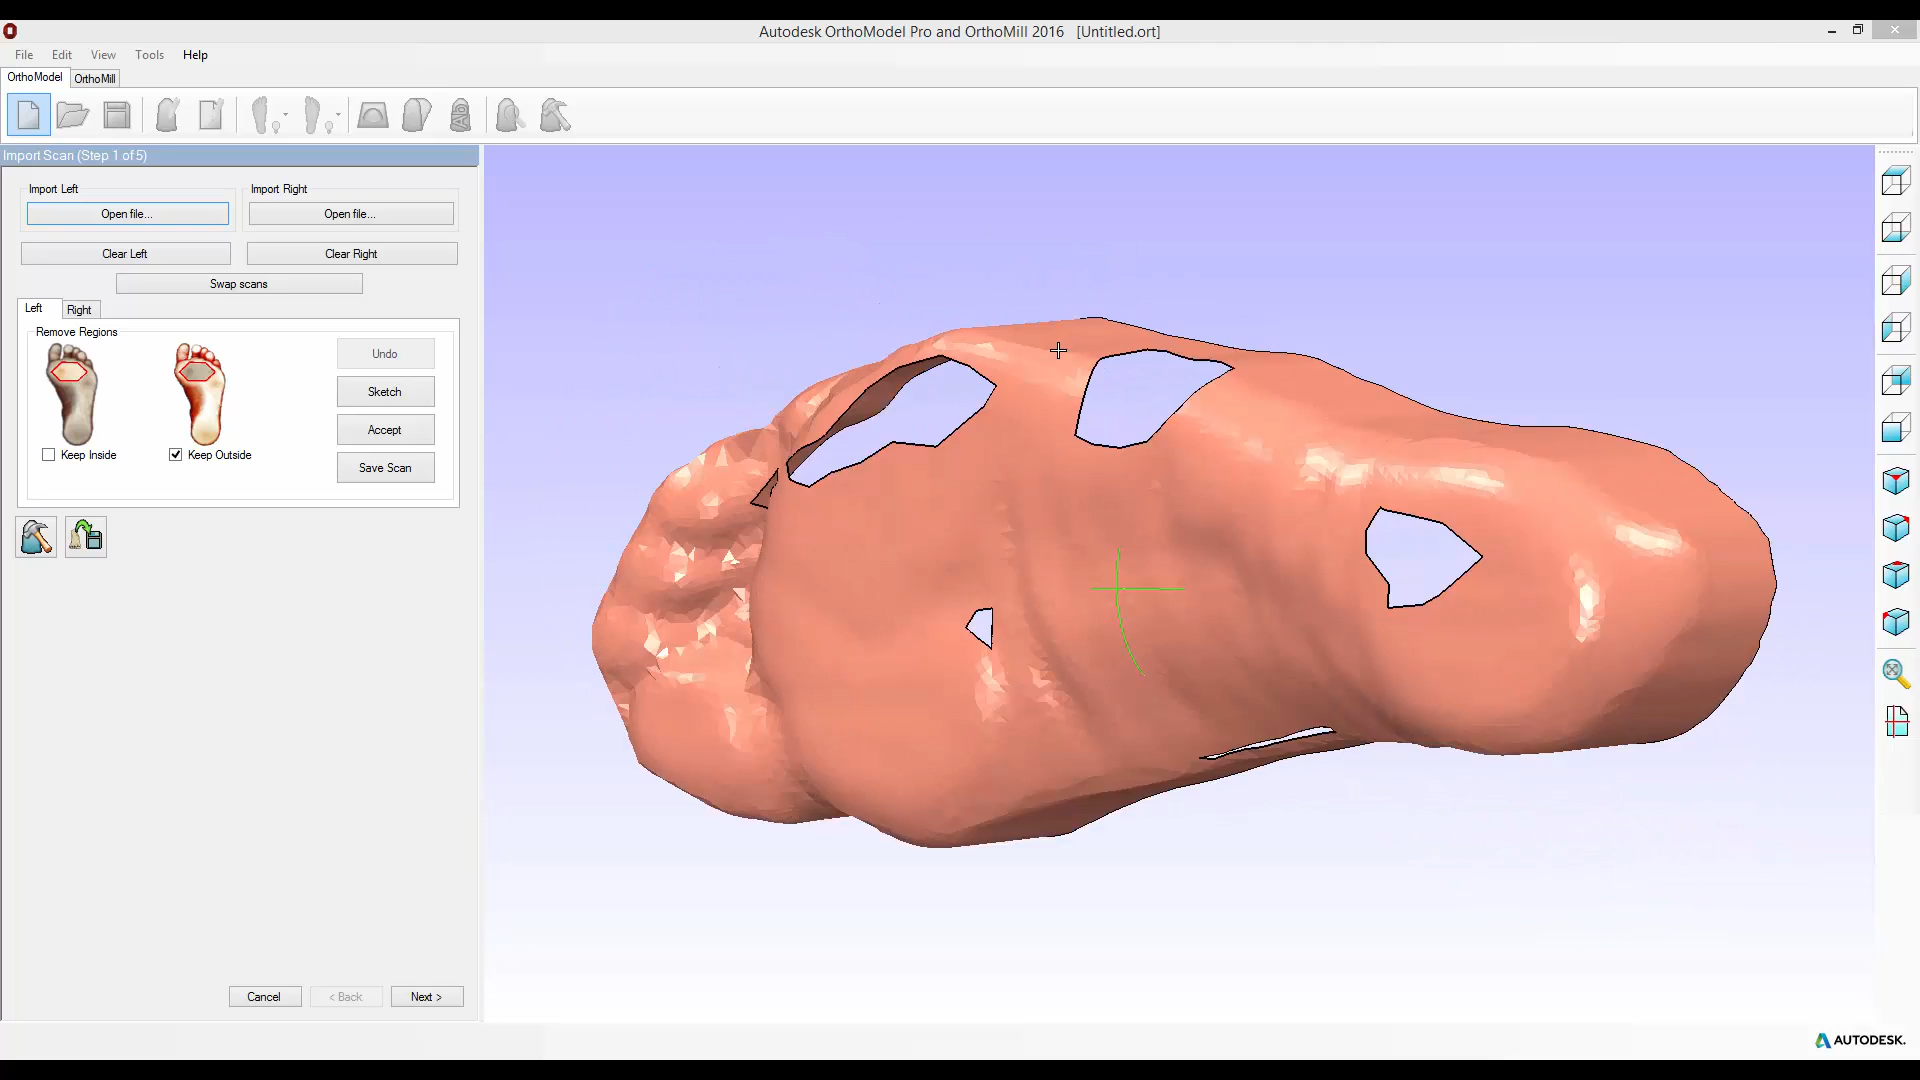 Autodesk OrthoModel Pro and OrthoMill 2016 [Untitled.ort]
File Edit View Tools Help
OrthoModel OrthoMill
Import Scan (Step 1 of 5)
Import Left Import Right
Open file... Open file...
Clear Left Clear Right
Swap scans
Left Right
Remove Regions
Undo
Sketch
Accept
Keep Inside Keep Outside
Save Scan
Cancel < Back Next >
AUTODESK.